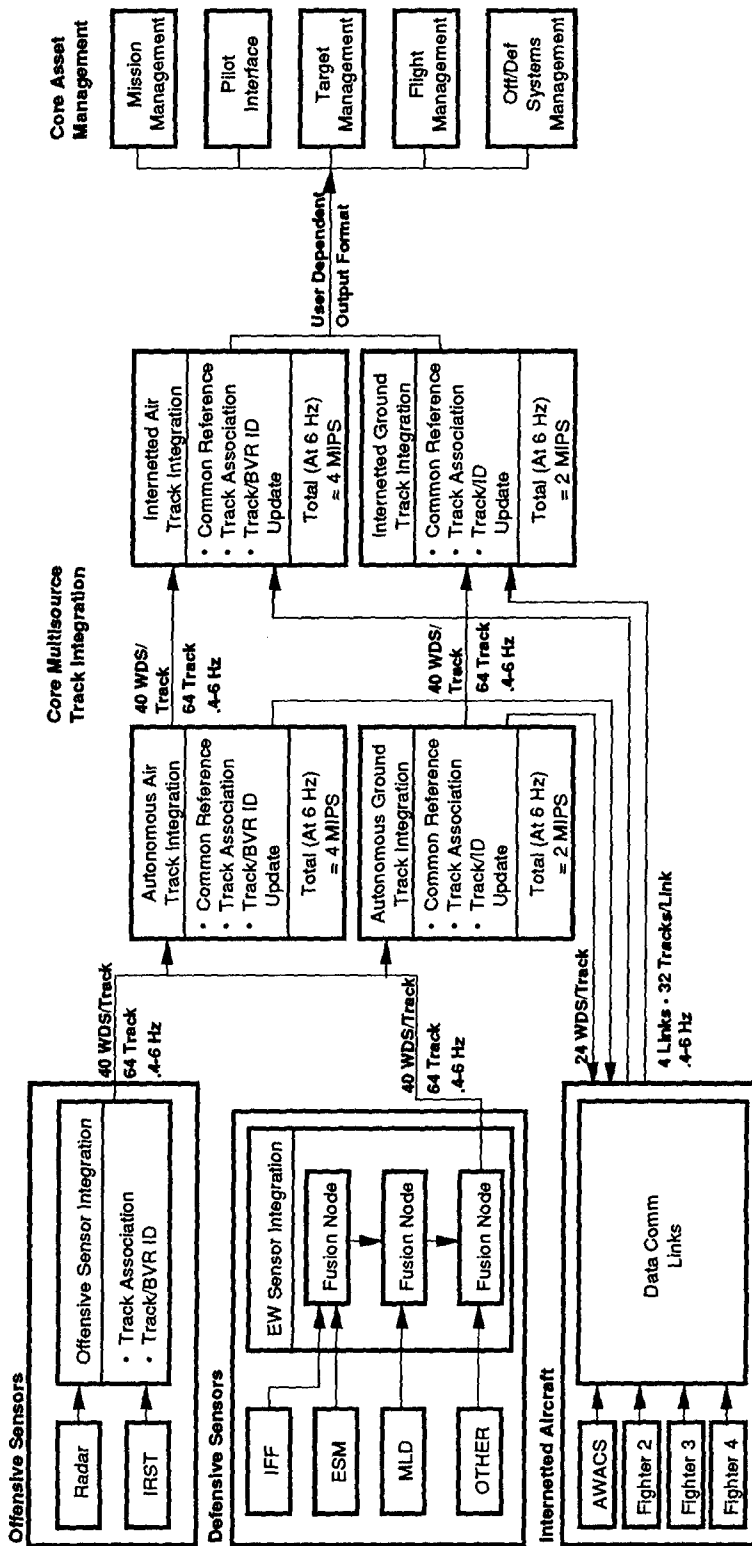 Offensive Sensors
Radar
IRST
Offensive Sensor Integration
• Track Association
• Track/BVR ID
40 WDS/Track
64 Track
.4-6 Hz
Defensive Sensors
IFF
ESM
MLD
OTHER
EW Sensor Integration
Fusion Node
Fusion Node
Fusion Node
40 WDS/Track
64 Track
.4-6 Hz
Internetted Aircraft
AWACS
Fighter 2
Fighter 3
Fighter 4
Data Comm
Links
24 WDS/Track
4 Links - 32 Tracks/Link
.4-6 Hz
Core Multisource
Track Integration
Autonomous Air
Track Integration
• Common Reference
• Track Association
• Track/BVR ID
Update
Total (At 6 Hz)
= 4 MIPS
Autonomous Ground
Track Integration
• Common Reference
• Track Association
• Track/ID
Update
Total (At 6 Hz)
= 2 MIPS
40 WDS/
Track
64 Track
.4-6 Hz
40 WDS/
Track
64 Track
.4-6 Hz
Internetted Air
Track Integration
• Common Reference
• Track Association
• Track/BVR ID
Update
Total (At 6 Hz)
≈ 4 MIPS
Internetted Ground
Track Integration
• Common Reference
• Track Association
• Track/ID
Update
Total (At 6 Hz)
= 2 MIPS
User Dependent
Output Format
Core Asset
Management
Mission
Management
Pilot
Interface
Target
Management
Flight
Management
Off/Def
Systems
Management